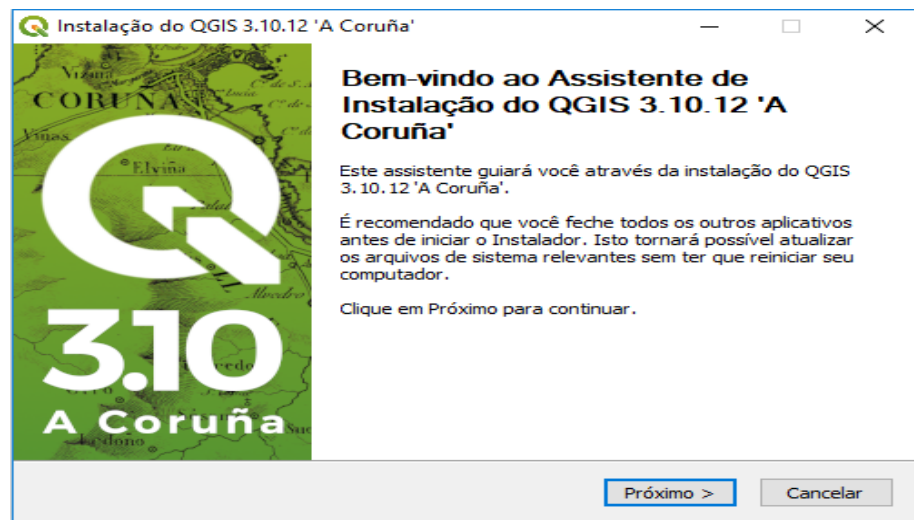 Instalação do QGIS 3.10.12 'A Coruña'
CORUÑA
Elviña
3.10
A Coruña
Bem-vindo ao Assistente de
Instalação do QGIS 3.10.12 'A
Coruña'
Este assistente guiará você através da instalação do QGIS
3.10.12 'A Coruña'.
É recomendado que você feche todos os outros aplicativos
antes de iniciar o Instalador. Isto tornará possível atualizar
os arquivos de sistema relevantes sem ter que reiniciar seu
computador.
Clique em Próximo para continuar.
Próximo >
Cancelar